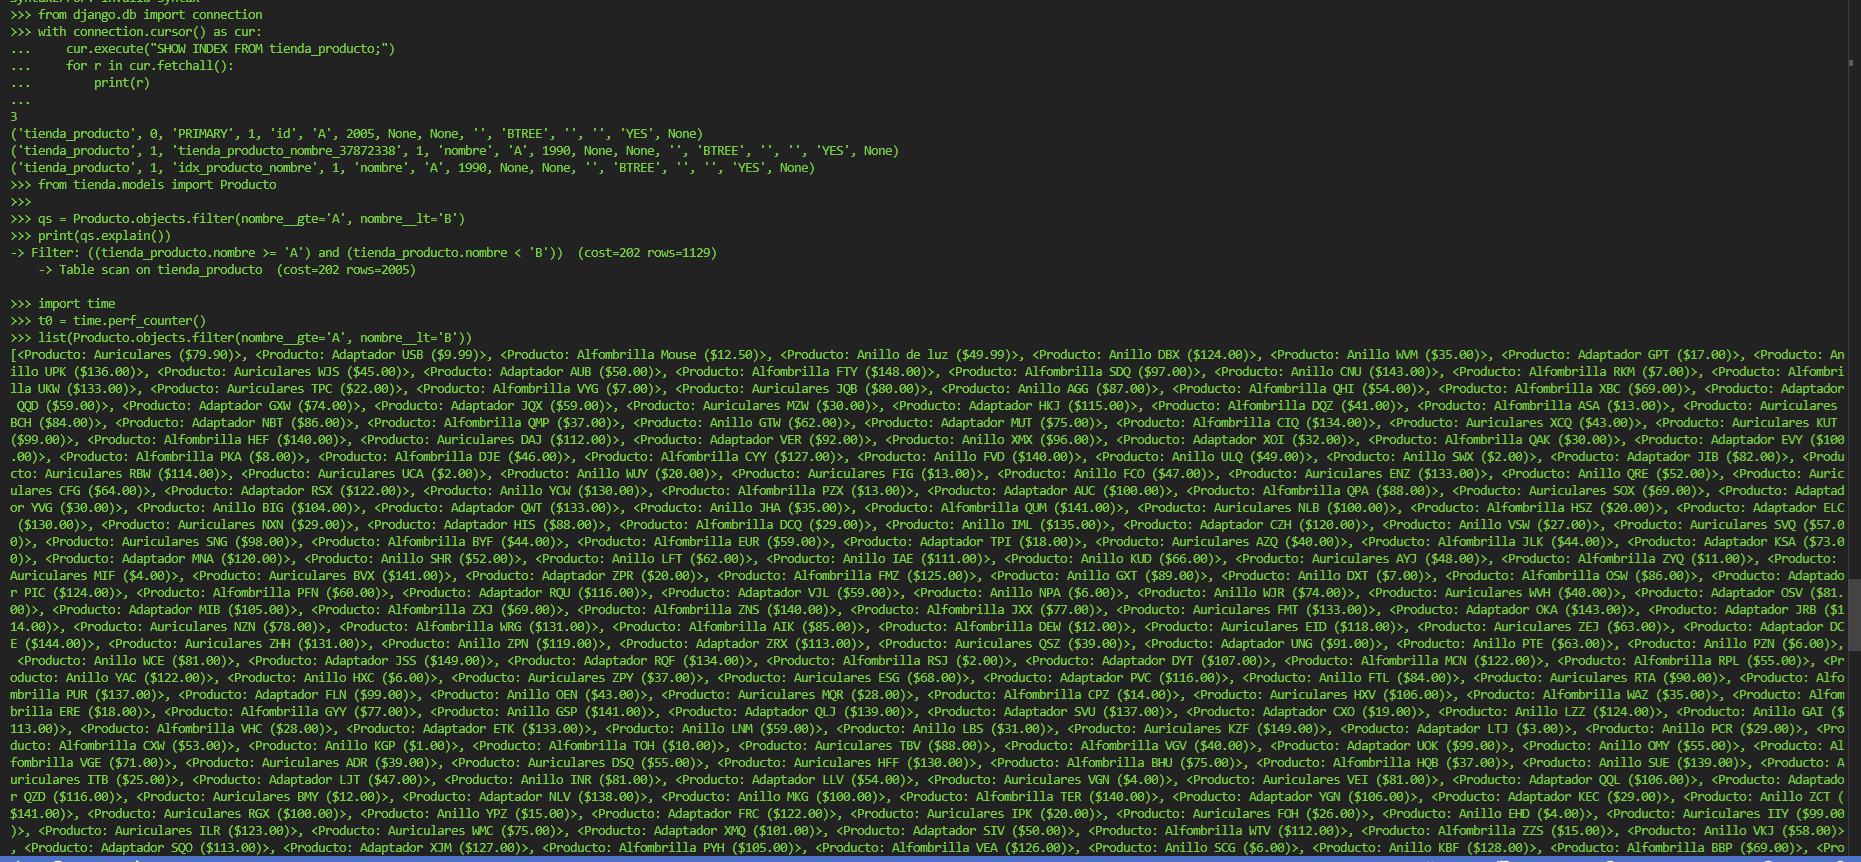 SyntaxError: invalid syntax
>>> from django.db import connection
>>> with connection.cursor() as cur:
...     cur.execute("SHOW INDEX FROM tienda_producto;")
...     for r in cur.fetchall():
...         print(r)
...
3
('tienda_producto', 0, 'PRIMARY', 1, 'id', 'A', 2005, None, None, '', 'BTREE', '', '', 'YES', None)
('tienda_producto', 1, 'tienda_producto_nombre_37872338', 1, 'nombre', 'A', 1990, None, None, '', 'BTREE', '', '', 'YES', None)
('tienda_producto', 1, 'idx_producto_nombre', 1, 'nombre', 'A', 1990, None, None, '', 'BTREE', '', '', 'YES', None)
>>> from tienda.models import Producto
>>>
>>> qs = Producto.objects.filter(nombre__gte='A', nombre__lt='B')
>>> print(qs.explain())
-> Filter: ((tienda_producto.nombre >= 'A') and (tienda_producto.nombre < 'B'))  (cost=202 rows=1129)
    -> Table scan on tienda_producto  (cost=202 rows=2005)
>>> import time
>>> t0 = time.perf_counter()
>>> list(Producto.objects.filter(nombre__gte='A', nombre__lt='B'))
[<Producto: Auriculares ($79.90)>, <Producto: Adaptador USB ($9.99)>, <Producto: Alfombrilla Mouse ($12.50)>, <Producto: Anillo de luz ($49.99)>, <Producto: Anillo DBX ($124.00)>, <Producto: Anillo WVM ($35.00)>, <Producto: Adaptador GPT ($17.00)>, <Producto: An
illo UPK ($136.00)>, <Producto: Auriculares WJS ($45.00)>, <Producto: Adaptador AUB ($50.00)>, <Producto: Alfombrilla FTY ($148.00)>, <Producto: Alfombrilla SDQ ($97.00)>, <Producto: Anillo CNU ($143.00)>, <Producto: Alfombrilla RKM ($7.00)>, <Producto: Alfombri
lla UKW ($133.00)>, <Producto: Auriculares TPC ($22.00)>, <Producto: Alfombrilla VYG ($7.00)>, <Producto: Auriculares JQB ($80.00)>, <Producto: Anillo AGG ($87.00)>, <Producto: Alfombrilla QHI ($54.00)>, <Producto: Alfombrilla XBC ($69.00)>, <Producto: Adaptador
 QQD ($59.00)>, <Producto: Adaptador GXW ($74.00)>, <Producto: Adaptador JQX ($59.00)>, <Producto: Auriculares MZW ($30.00)>, <Producto: Adaptador HKJ ($115.00)>, <Producto: Alfombrilla DQZ ($41.00)>, <Producto: Alfombrilla ASA ($13.00)>, <Producto: Auriculares 
BCH ($84.00)>, <Producto: Adaptador NBT ($86.00)>, <Producto: Alfombrilla QMP ($37.00)>, <Producto: Anillo GTW ($62.00)>, <Producto: Adaptador MUT ($75.00)>, <Producto: Alfombrilla CIQ ($134.00)>, <Producto: Auriculares XCQ ($43.00)>, <Producto: Auriculares KUT 
($99.00)>, <Producto: Alfombrilla HEF ($140.00)>, <Producto: Auriculares DAJ ($112.00)>, <Producto: Adaptador VER ($92.00)>, <Producto: Anillo XMX ($96.00)>, <Producto: Adaptador XOI ($32.00)>, <Producto: Alfombrilla QAK ($30.00)>, <Producto: Adaptador EVY ($100
.00)>, <Producto: Alfombrilla PKA ($8.00)>, <Producto: Alfombrilla DJE ($46.00)>, <Producto: Alfombrilla CYY ($127.00)>, <Producto: Anillo FVD ($140.00)>, <Producto: Anillo ULQ ($49.00)>, <Producto: Anillo SWX ($2.00)>, <Producto: Adaptador JIB ($82.00)>, <Produ
cto: Auriculares RBW ($114.00)>, <Producto: Auriculares UCA ($2.00)>, <Producto: Anillo WUY ($20.00)>, <Producto: Auriculares FIG ($13.00)>, <Producto: Anillo FCO ($47.00)>, <Producto: Auriculares ENZ ($133.00)>, <Producto: Anillo QRE ($52.00)>, <Producto: Auric
ulares CFG ($64.00)>, <Producto: Adaptador RSX ($122.00)>, <Producto: Anillo YCW ($130.00)>, <Producto: Alfombrilla PZX ($13.00)>, <Producto: Adaptador AUC ($100.00)>, <Producto: Alfombrilla QPA ($88.00)>, <Producto: Auriculares SOX ($69.00)>, <Producto: Adaptad
or YVG ($30.00)>, <Producto: Anillo BIG ($104.00)>, <Producto: Adaptador QWT ($133.00)>, <Producto: Anillo JHA ($35.00)>, <Producto: Alfombrilla QUM ($141.00)>, <Producto: Auriculares NLB ($100.00)>, <Producto: Alfombrilla HSZ ($20.00)>, <Producto: Adaptador ELC
 ($130.00)>, <Producto: Auriculares NXN ($29.00)>, <Producto: Adaptador HIS ($88.00)>, <Producto: Alfombrilla DCQ ($29.00)>, <Producto: Anillo IML ($135.00)>, <Producto: Adaptador CZH ($120.00)>, <Producto: Anillo VSW ($27.00)>, <Producto: Auriculares SVQ ($57.0
0)>, <Producto: Auriculares SNG ($98.00)>, <Producto: Alfombrilla BYF ($44.00)>, <Producto: Alfombrilla EUR ($59.00)>, <Producto: Adaptador TPI ($18.00)>, <Producto: Auriculares AZQ ($40.00)>, <Producto: Alfombrilla JLK ($44.00)>, <Producto: Adaptador KSA ($73.0
0)>, <Producto: Adaptador MNA ($120.00)>, <Producto: Anillo SHR ($52.00)>, <Producto: Anillo LFT ($62.00)>, <Producto: Anillo IAE ($111.00)>, <Producto: Anillo KUD ($66.00)>, <Producto: Auriculares AYJ ($48.00)>, <Producto: Alfombrilla ZYQ ($11.00)>, <Producto: 
Auriculares MIF ($4.00)>, <Producto: Auriculares BVX ($141.00)>, <Producto: Adaptador ZPR ($20.00)>, <Producto: Alfombrilla FMZ ($125.00)>, <Producto: Anillo GXT ($89.00)>, <Producto: Anillo DXT ($7.00)>, <Producto: Alfombrilla OSW ($86.00)>, <Producto: Adaptado
r PIC ($124.00)>, <Producto: Alfombrilla PFN ($60.00)>, <Producto: Adaptador RQU ($116.00)>, <Producto: Adaptador VJL ($59.00)>, <Producto: Anillo NPA ($6.00)>, <Producto: Anillo WJR ($74.00)>, <Producto: Auriculares WVH ($40.00)>, <Producto: Adaptador OSV ($81.
00)>, <Producto: Adaptador MIB ($105.00)>, <Producto: Alfombrilla ZXJ ($69.00)>, <Producto: Alfombrilla ZNS ($140.00)>, <Producto: Alfombrilla JXX ($77.00)>, <Producto: Auriculares FMT ($133.00)>, <Producto: Adaptador OKA ($143.00)>, <Producto: Adaptador JRB ($1
14.00)>, <Producto: Auriculares NZN ($78.00)>, <Producto: Alfombrilla WRG ($131.00)>, <Producto: Alfombrilla AIK ($85.00)>, <Producto: Alfombrilla DEW ($12.00)>, <Producto: Auriculares EID ($118.00)>, <Producto: Auriculares ZEJ ($63.00)>, <Producto: Adaptador DC
E ($144.00)>, <Producto: Auriculares ZHH ($131.00)>, <Producto: Anillo ZPN ($119.00)>, <Producto: Adaptador ZRX ($113.00)>, <Producto: Auriculares QSZ ($39.00)>, <Producto: Adaptador UNG ($91.00)>, <Producto: Anillo PTE ($63.00)>, <Producto: Anillo PZN ($6.00)>,
 <Producto: Anillo WCE ($81.00)>, <Producto: Adaptador JSS ($149.00)>, <Producto: Adaptador RQF ($134.00)>, <Producto: Alfombrilla RSJ ($2.00)>, <Producto: Adaptador DYT ($107.00)>, <Producto: Alfombrilla MCN ($122.00)>, <Producto: Alfombrilla RPL ($55.00)>, <Pr
oducto: Anillo YAC ($122.00)>, <Producto: Anillo HXC ($6.00)>, <Producto: Auriculares ZPY ($37.00)>, <Producto: Auriculares ESG ($68.00)>, <Producto: Adaptador PVC ($116.00)>, <Producto: Anillo FTL ($84.00)>, <Producto: Auriculares RTA ($90.00)>, <Producto: Alfo
mbrilla PUR ($137.00)>, <Producto: Adaptador FLN ($99.00)>, <Producto: Anillo OEN ($43.00)>, <Producto: Auriculares MQR ($28.00)>, <Producto: Alfombrilla CPZ ($14.00)>, <Producto: Auriculares HXV ($106.00)>, <Producto: Alfombrilla WAZ ($35.00)>, <Producto: Alfom
brilla ERE ($18.00)>, <Producto: Alfombrilla GYY ($77.00)>, <Producto: Anillo GSP ($141.00)>, <Producto: Adaptador QLJ ($139.00)>, <Producto: Adaptador SVU ($137.00)>, <Producto: Adaptador CXO ($19.00)>, <Producto: Anillo LZZ ($124.00)>, <Producto: Anillo GAI ($
113.00)>, <Producto: Alfombrilla VHC ($28.00)>, <Producto: Adaptador ETK ($133.00)>, <Producto: Anillo LNM ($59.00)>, <Producto: Anillo LBS ($31.00)>, <Producto: Auriculares KZF ($149.00)>, <Producto: Adaptador LTJ ($3.00)>, <Producto: Anillo PCR ($29.00)>, <Pro
ducto: Alfombrilla CXW ($53.00)>, <Producto: Anillo KGP ($1.00)>, <Producto: Alfombrilla TOH ($10.00)>, <Producto: Auriculares TBV ($88.00)>, <Producto: Alfombrilla VGV ($40.00)>, <Producto: Adaptador UOK ($99.00)>, <Producto: Anillo OMY ($55.00)>, <Producto: Al
fombrilla VGE ($71.00)>, <Producto: Auriculares ADR ($39.00)>, <Producto: Auriculares DSQ ($55.00)>, <Producto: Auriculares HFF ($130.00)>, <Producto: Alfombrilla BHU ($75.00)>, <Producto: Alfombrilla HQB ($37.00)>, <Producto: Anillo SUE ($139.00)>, <Producto: A
uriculares ITB ($25.00)>, <Producto: Adaptador LJT ($47.00)>, <Producto: Anillo INR ($81.00)>, <Producto: Adaptador LLV ($54.00)>, <Producto: Auriculares VGN ($4.00)>, <Producto: Auriculares VEI ($81.00)>, <Producto: Adaptador QQL ($106.00)>, <Producto: Adaptado
r QZD ($116.00)>, <Producto: Auriculares BMY ($12.00)>, <Producto: Adaptador NLV ($138.00)>, <Producto: Anillo MKG ($100.00)>, <Producto: Alfombrilla TER ($140.00)>, <Producto: Adaptador YGN ($106.00)>, <Producto: Adaptador KEC ($29.00)>, <Producto: Anillo ZCT (
$141.00)>, <Producto: Auriculares RGX ($100.00)>, <Producto: Anillo YPZ ($15.00)>, <Producto: Adaptador FRC ($122.00)>, <Producto: Auriculares IPK ($20.00)>, <Producto: Auriculares FOH ($26.00)>, <Producto: Anillo EHD ($4.00)>, <Producto: Auriculares IIY ($99.00
)>, <Producto: Auriculares ILR ($123.00)>, <Producto: Auriculares WMC ($75.00)>, <Producto: Adaptador XMQ ($101.00)>, <Producto: Adaptador SIV ($50.00)>, <Producto: Alfombrilla WTV ($112.00)>, <Producto: Alfombrilla ZZS ($15.00)>, <Producto: Anillo VKJ ($58.00)>
, <Producto: Adaptador SQO ($113.00)>, <Producto: Adaptador XJM ($127.00)>, <Producto: Alfombrilla PYH ($105.00)>, <Producto: Alfombrilla VEA ($126.00)>, <Producto: Anillo SCG ($6.00)>, <Producto: Anillo KBF ($128.00)>, <Producto: Alfombrilla BBP ($69.00)>, <Pro